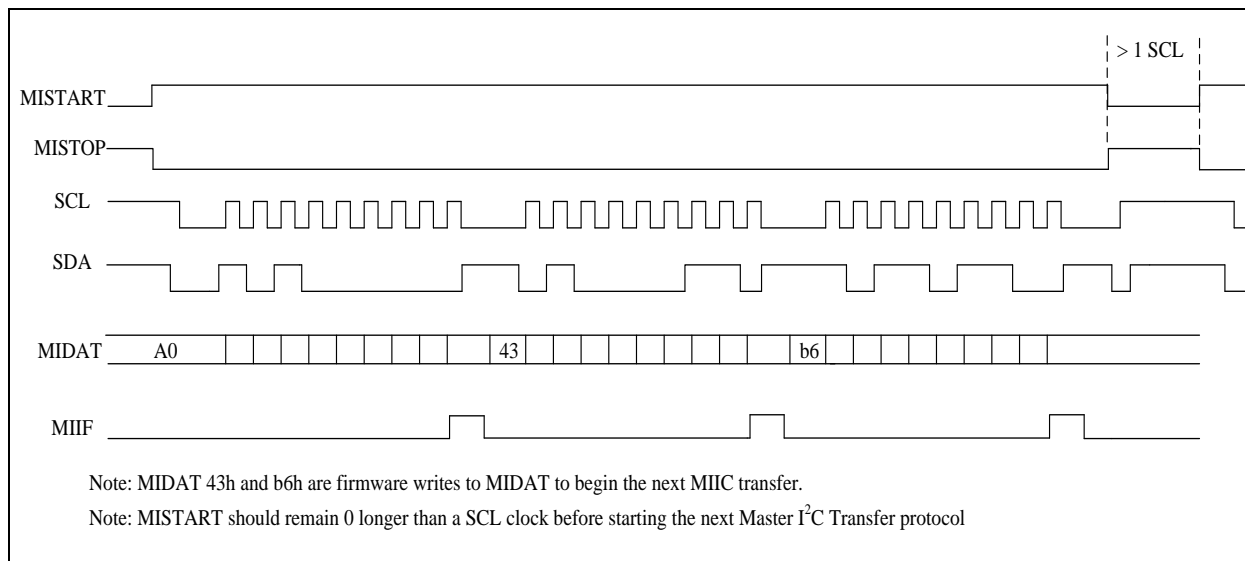 > 1 SCL
MISTART
MISTOP
SCL
SDA
MIDAT A0 43 b6
MIIF
Note: MIDAT 43h and b6h are firmware writes to MIDAT to begin the next MIIC transfer.
Note: MISTART should remain 0 longer than a SCL clock before starting the next Master I²C Transfer protocol